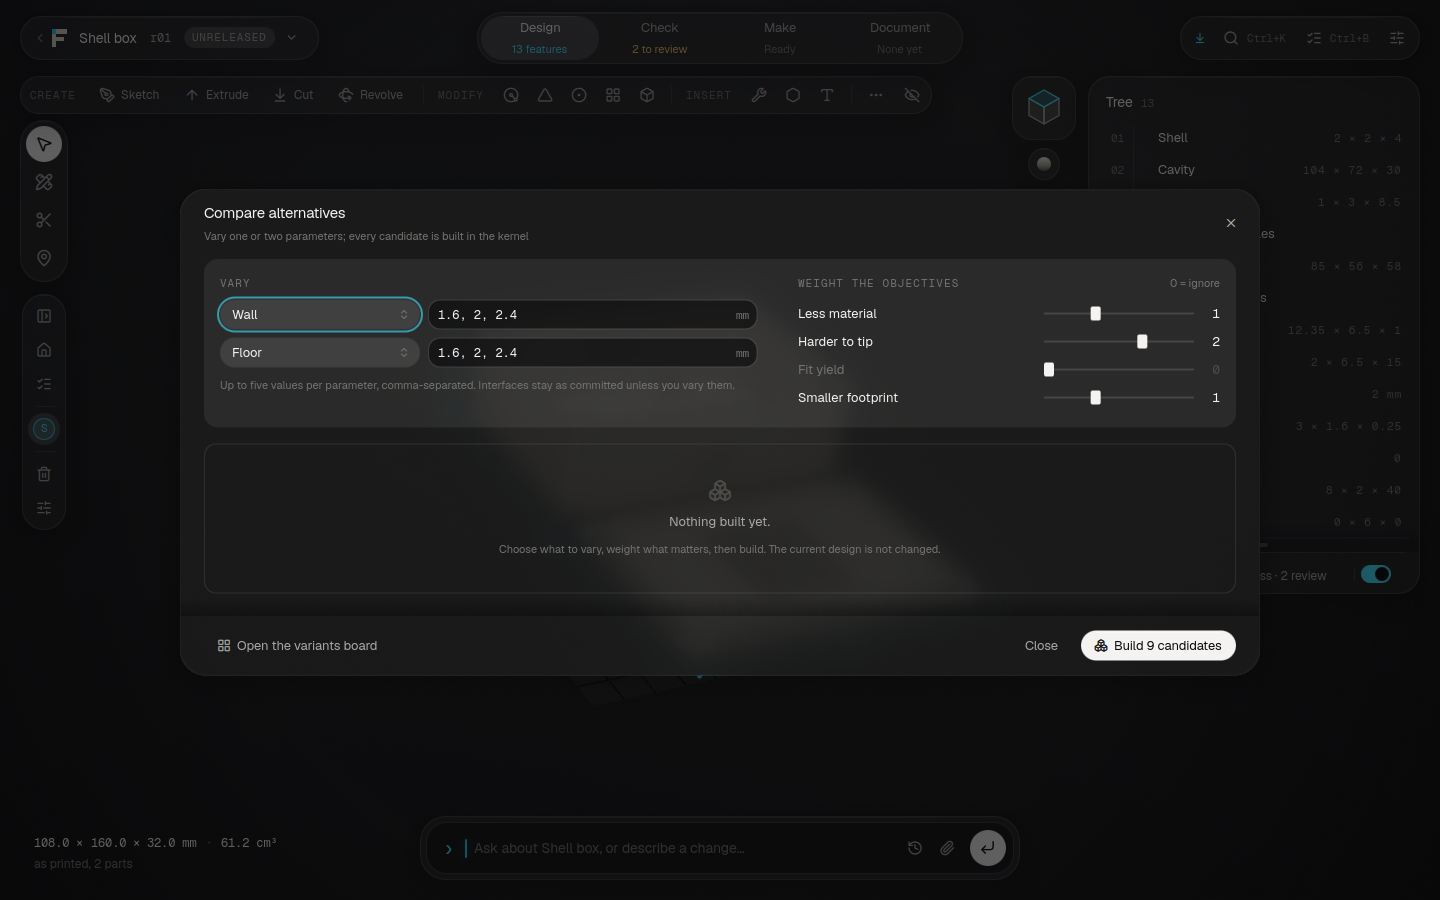 Shell box r01 UNRELEASED
Design
13 features
Check
2 to review
Make
Ready
Document
None yet
Ctrl+K
Ctrl+B
CREATE
Sketch
Extrude
Cut
Revolve
MODIFY
INSERT
Tree 13
01 Shell 2 × 2 × 4
02 Cavity 104 × 72 × 30
1 × 3 × 8.5
85 × 56 × 58
12.35 × 6.5 × 1
2 × 6.5 × 15
2 mm
3 × 1.6 × 0.25
0
8 × 2 × 40
0 × 6 × 0
2 review
S
Compare alternatives
Vary one or two parameters; every candidate is built in the kernel
VARY
Wall
1.6, 2, 2.4 mm
Floor
1.6, 2, 2.4 mm
Up to five values per parameter, comma-separated. Interfaces stay as committed unless you vary them.
WEIGHT THE OBJECTIVES
0 = ignore
Less material 1
Harder to tip 2
Fit yield 0
Smaller footprint 1
Nothing built yet.
Choose what to vary, weight what matters, then build. The current design is not changed.
Open the variants board
Close
Build 9 candidates
108.0 × 160.0 × 32.0 mm · 61.2 cm³
as printed, 2 parts
Ask about Shell box, or describe a change…